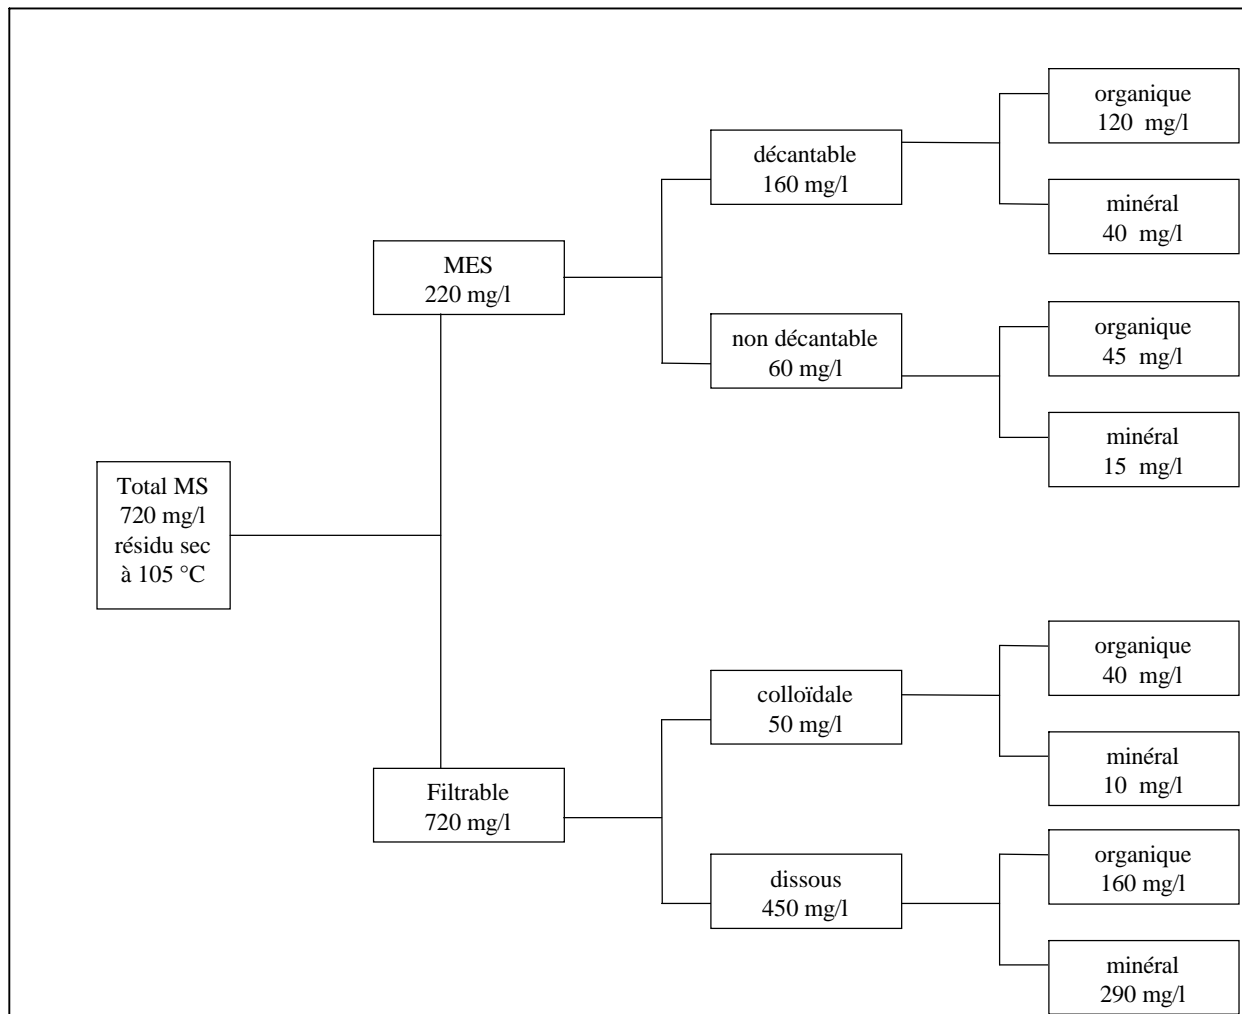 Total MS
720 mg/l
résidu sec
à 105 °C
MES
220 mg/l
décantable
160 mg/l
organique
120 mg/l
minéral
40 mg/l
non décantable
60 mg/l
organique
45 mg/l
minéral
15 mg/l
Filtrable
720 mg/l
colloïdale
50 mg/l
organique
40 mg/l
minéral
10 mg/l
dissous
450 mg/l
organique
160 mg/l
minéral
290 mg/l